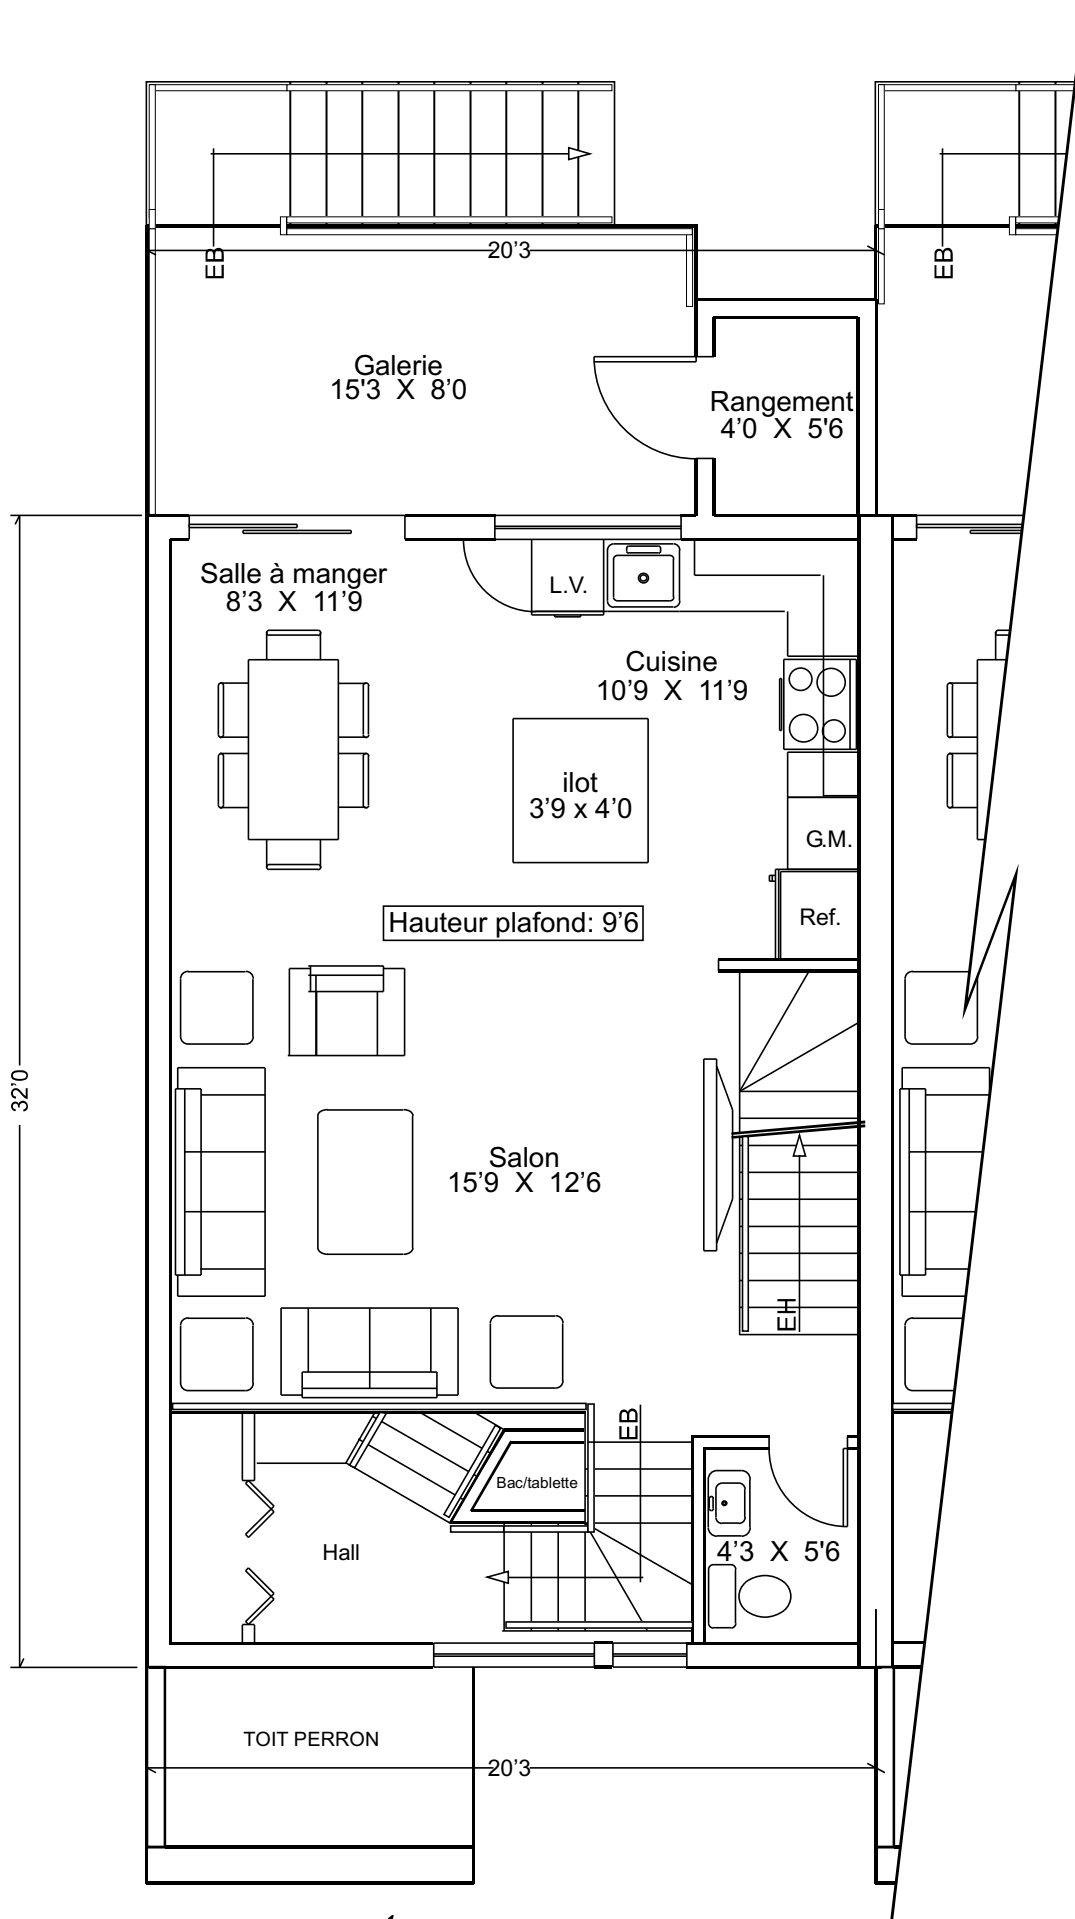 20'3
EB
EB
Galerie
15'3 X 8'0
Rangement
4'0 X 5'6
Salle à manger
8'3 X 11'9
L.V.
Cuisine
10'9 X 11'9
ilot
3'9 x 4'0
G.M.
Ref.
Hauteur plafond: 9'6
32'0
Salon
15'9 X 12'6
EH
EB
Bac/tablette
Hall
4'3 X 5'6
TOIT PERRON
20'3